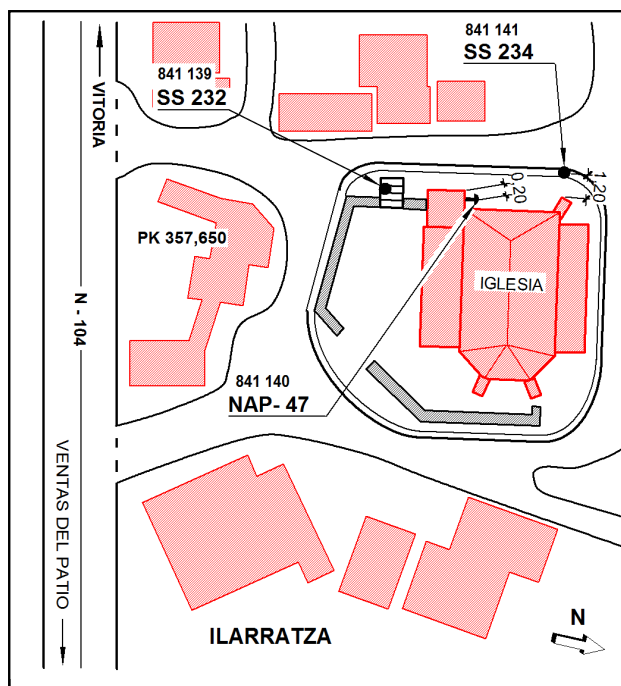 841 141
SS 234
841 139
SS 232
VITORIA
0,20
1,20
PK 357,650
IGLESIA
N - 104
841 140
NAP- 47
VENTAS DEL PATIO
N
ILARRATZA